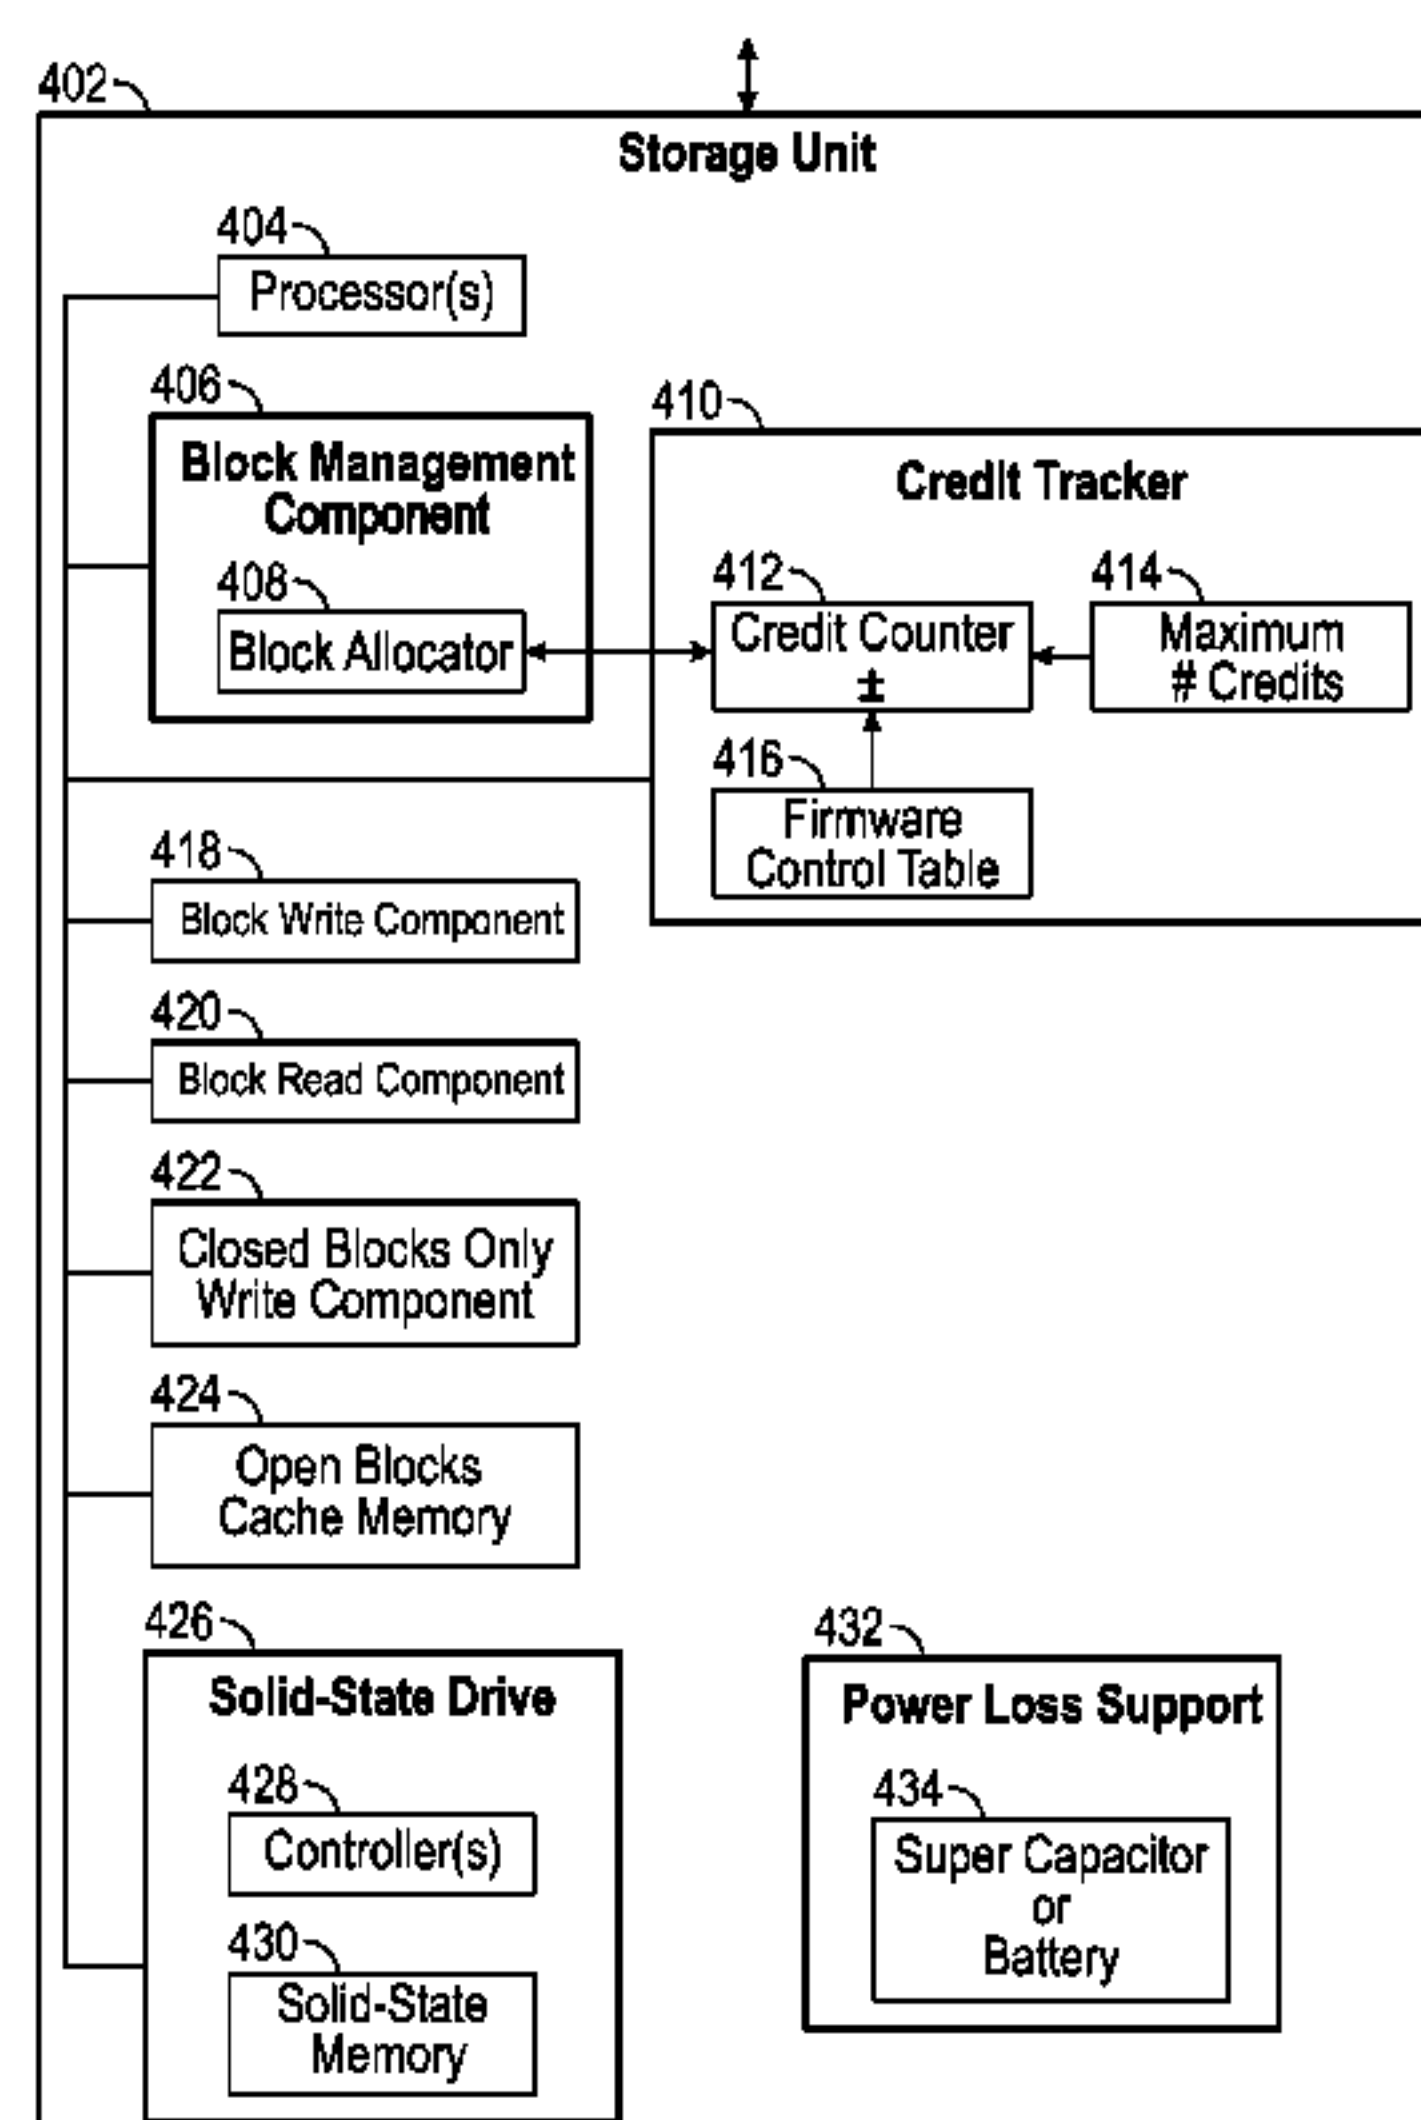 402
Storage Unit
404
Processor(s)
406
Block Management
Component
408
Block Allocator
410
Credit Tracker
412
Credit Counter
±
414
Maximum
# Credits
416
Firmware
Control Table
418
Block Write Component
420
Block Read Component
422
Closed Blocks Only
Write Component
424
Open Blocks
Cache Memory
426
Solid-State Drive
428
Controller(s)
430
Solid-State
Memory
432
Power Loss Support
434
Super Capacitor
or
Battery